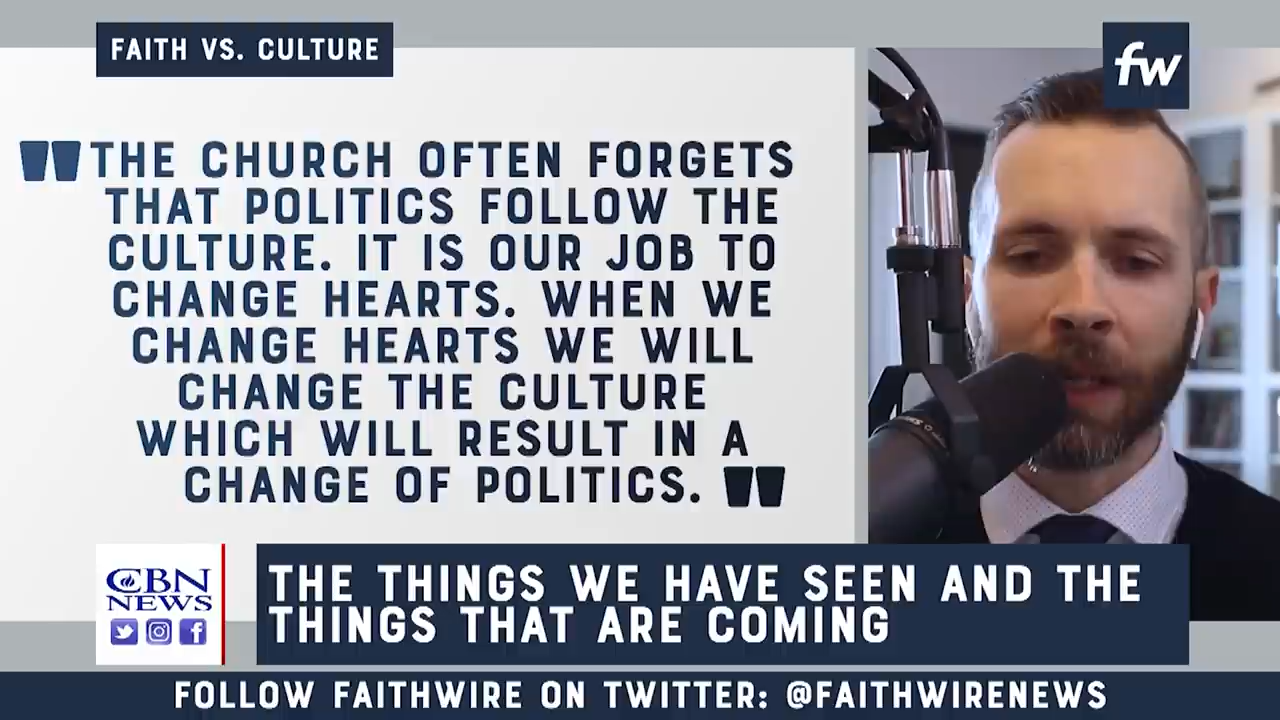 FAITH VS. CULTURE
fw
"THE CHURCH OFTEN FORGETS
THAT POLITICS FOLLOW THE
CULTURE. IT IS OUR JOB TO
CHANGE HEARTS. WHEN WE
CHANGE HEARTS WE WILL
CHANGE THE CULTURE
WHICH WILL RESULT IN A
CHANGE OF POLITICS."
CBN
NEWS
THE THINGS WE HAVE SEEN AND THE
THINGS THAT ARE COMING
FOLLOW FAITHWIRE ON TWITTER: @FAITHWIRENEWS